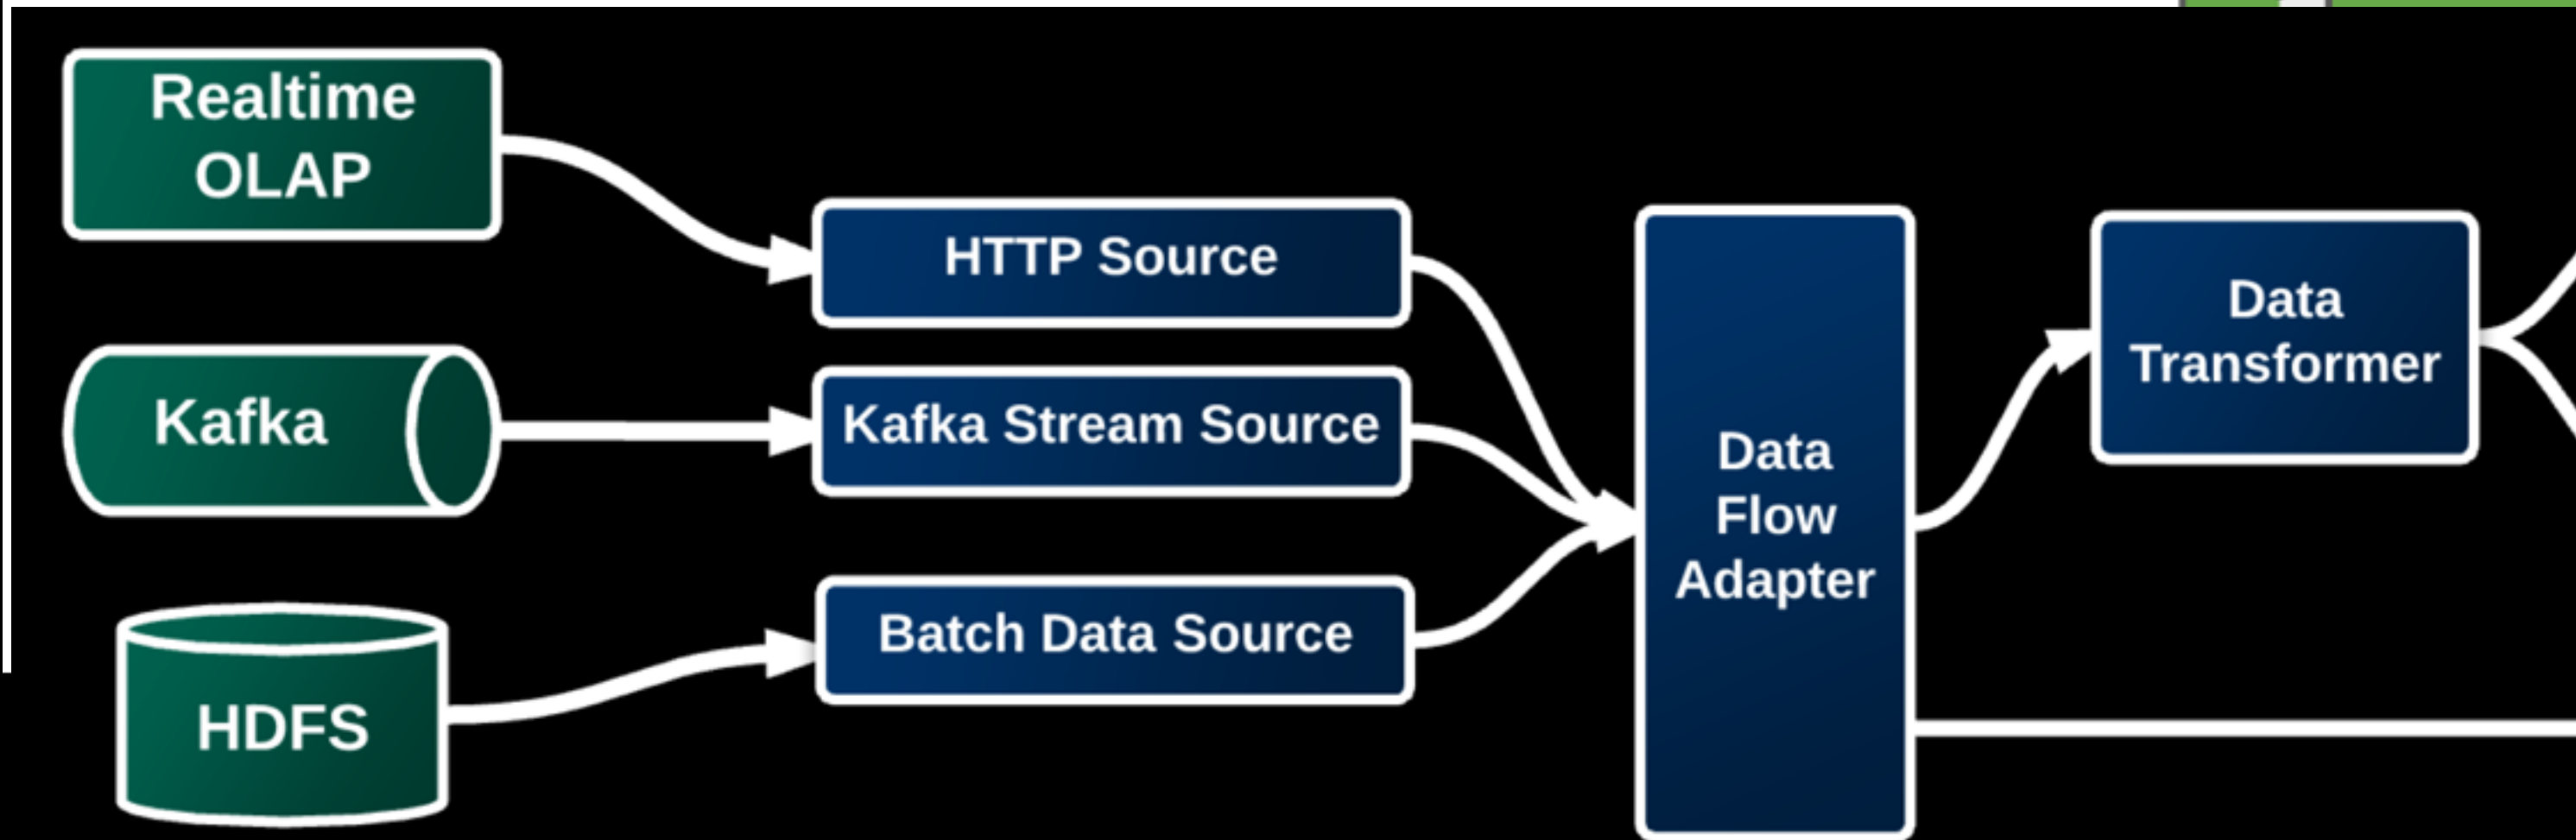 Realtime
OLAP
HTTP Source
Kafka
Kafka Stream Source
HDFS
Batch Data Source
Data
Flow
Adapter
Data
Transformer